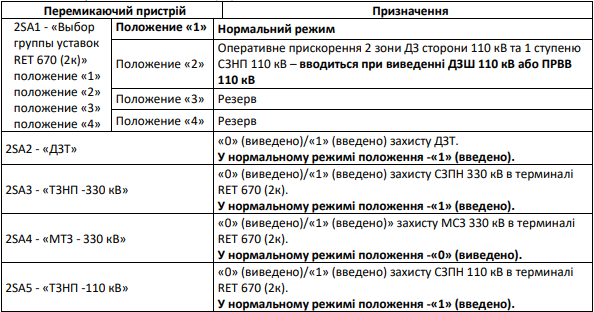 Перемикаючий пристрій Призначення
2SA1 - «Выбор
группы уставок
RET 670 (2к)»
положение «1»
положение «2»
положение «3»
положение «4»
Положение «1» Нормальний режим
Положение «2» Оперативне прискорення 2 зони ДЗ сторони 110 кВ та 1 ступеню
СЗНП 110 кВ – вводиться при виведенні ДЗШ 110 кВ або ПРВВ
110 кВ
Положение «3» Резерв
Положение «4» Резерв
2SA2 - «ДЗТ» «0» (виведено)/«1» (введено) захисту ДЗТ.
У нормальному режимі положення -«1» (введено).
2SA3 - «ТЗНП -330 кВ» «0» (виведено)/«1» (введено) захисту СЗПН 330 кВ в терминалі
RET 670 (2к).
У нормальному режимі положення -«1» (введено).
2SA4 - «МТЗ - 330 кВ» «0» (виведено)/«1» (введено)» захисту МСЗ 330 кВ в терминалі
RET 670 (2к).
У нормальному режимі положення -«0» (виведено).
2SA5 - «ТЗНП -110 кВ» «0» (виведено)/«1» (введено) захисту СЗПН 110 кВ в терминалі
RET 670 (2к).
У нормальному режимі положення -«1» (введено).